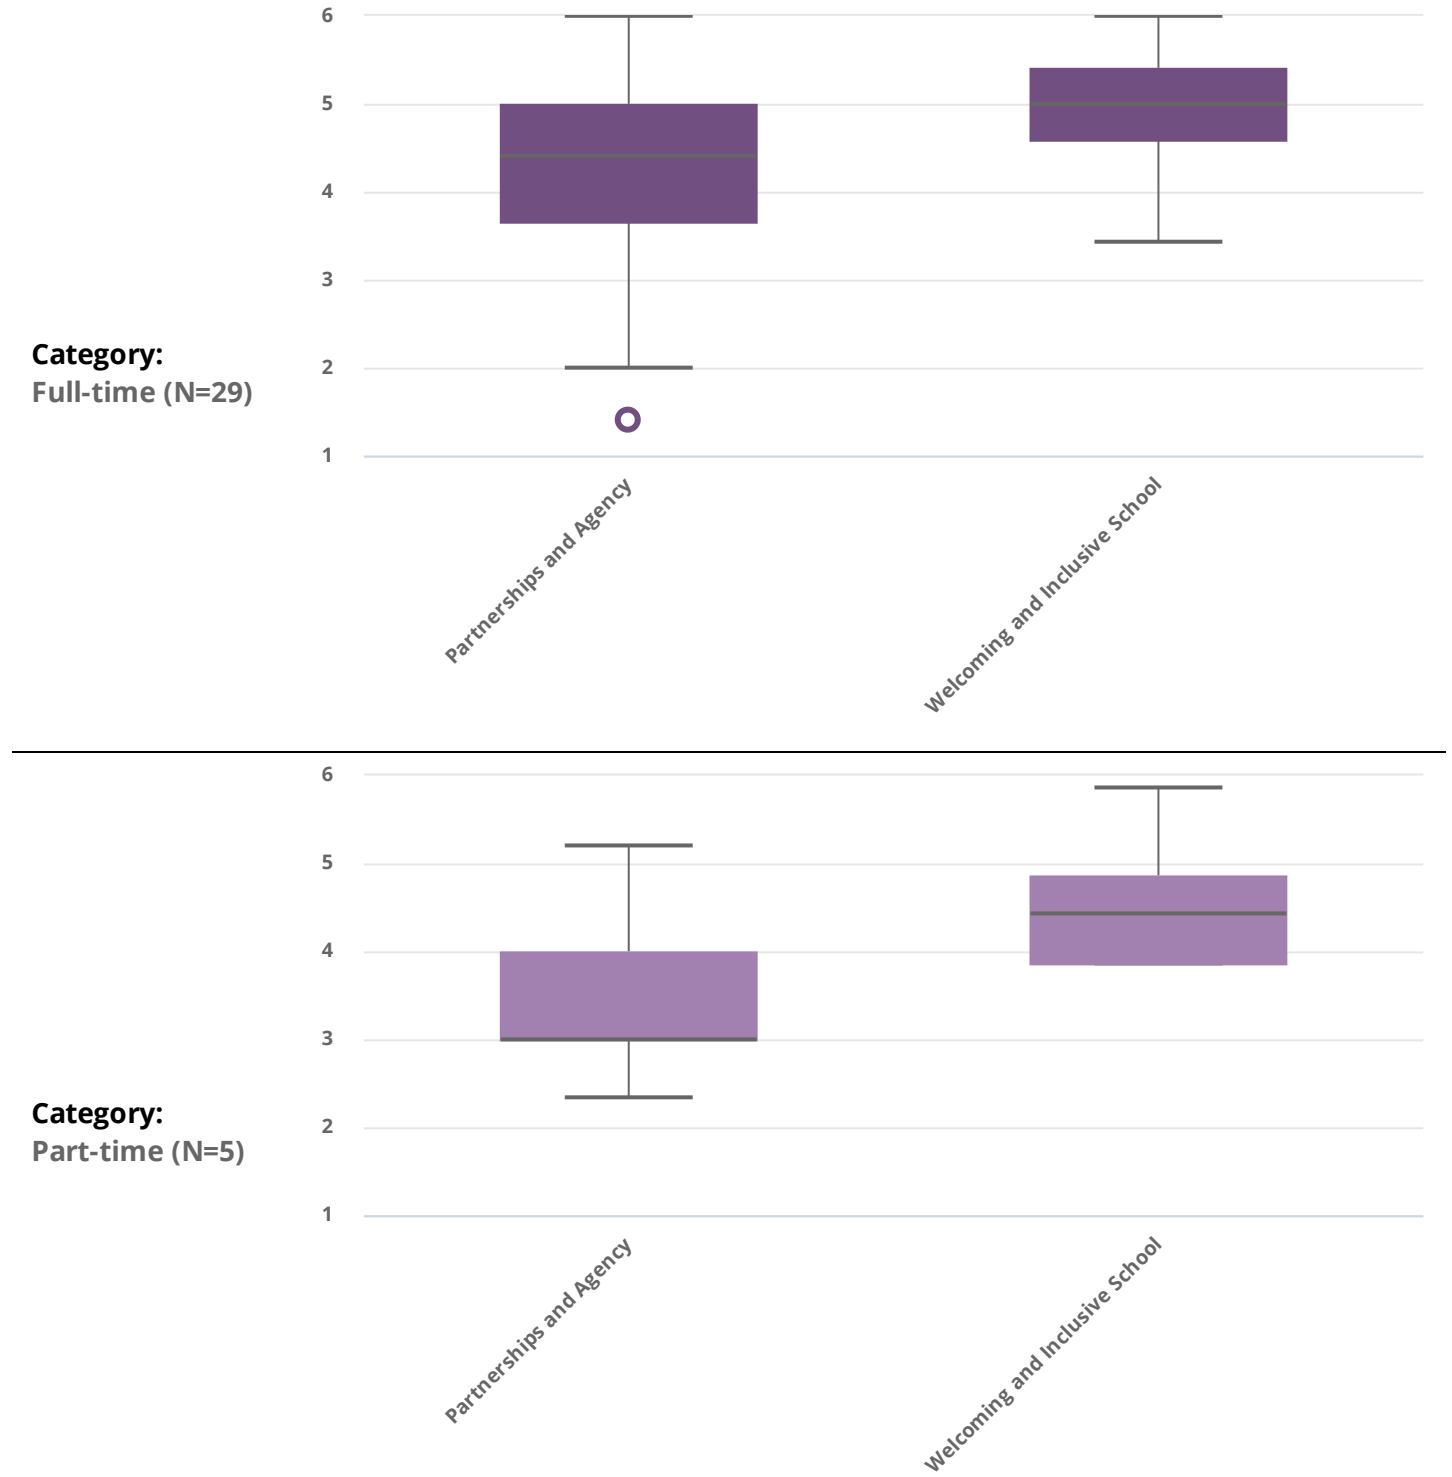 6
5
4
3
2
1
Category:
Full-time (N=29)
Partnerships and Agency
Welcoming and Inclusive School
6
5
4
3
2
1
Category:
Part-time (N=5)
Partnerships and Agency
Welcoming and Inclusive School